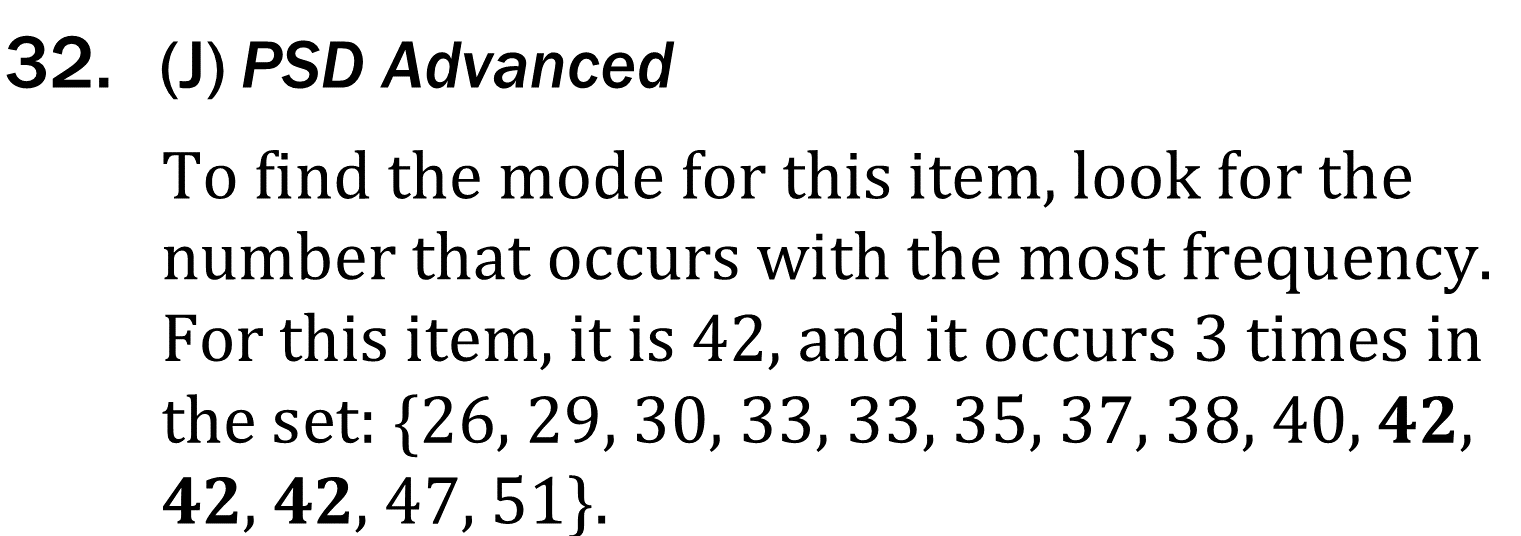 32. (J) PSD Advanced
To find the mode for this item, look for the
number that occurs with the most frequency.
For this item, it is 42, and it occurs 3 times in
the set: {26, 29, 30, 33, 33, 35, 37, 38, 40, 42,
42, 42, 47, 51}.